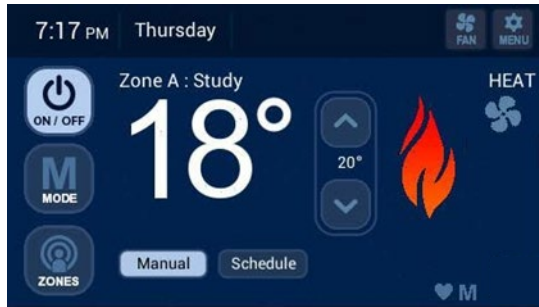 7:17 PM Thursday
FAN
MENU
ON / OFF
Zone A : Study
HEAT
18°
20°
M
MODE
ZONES
Manual
Schedule
M